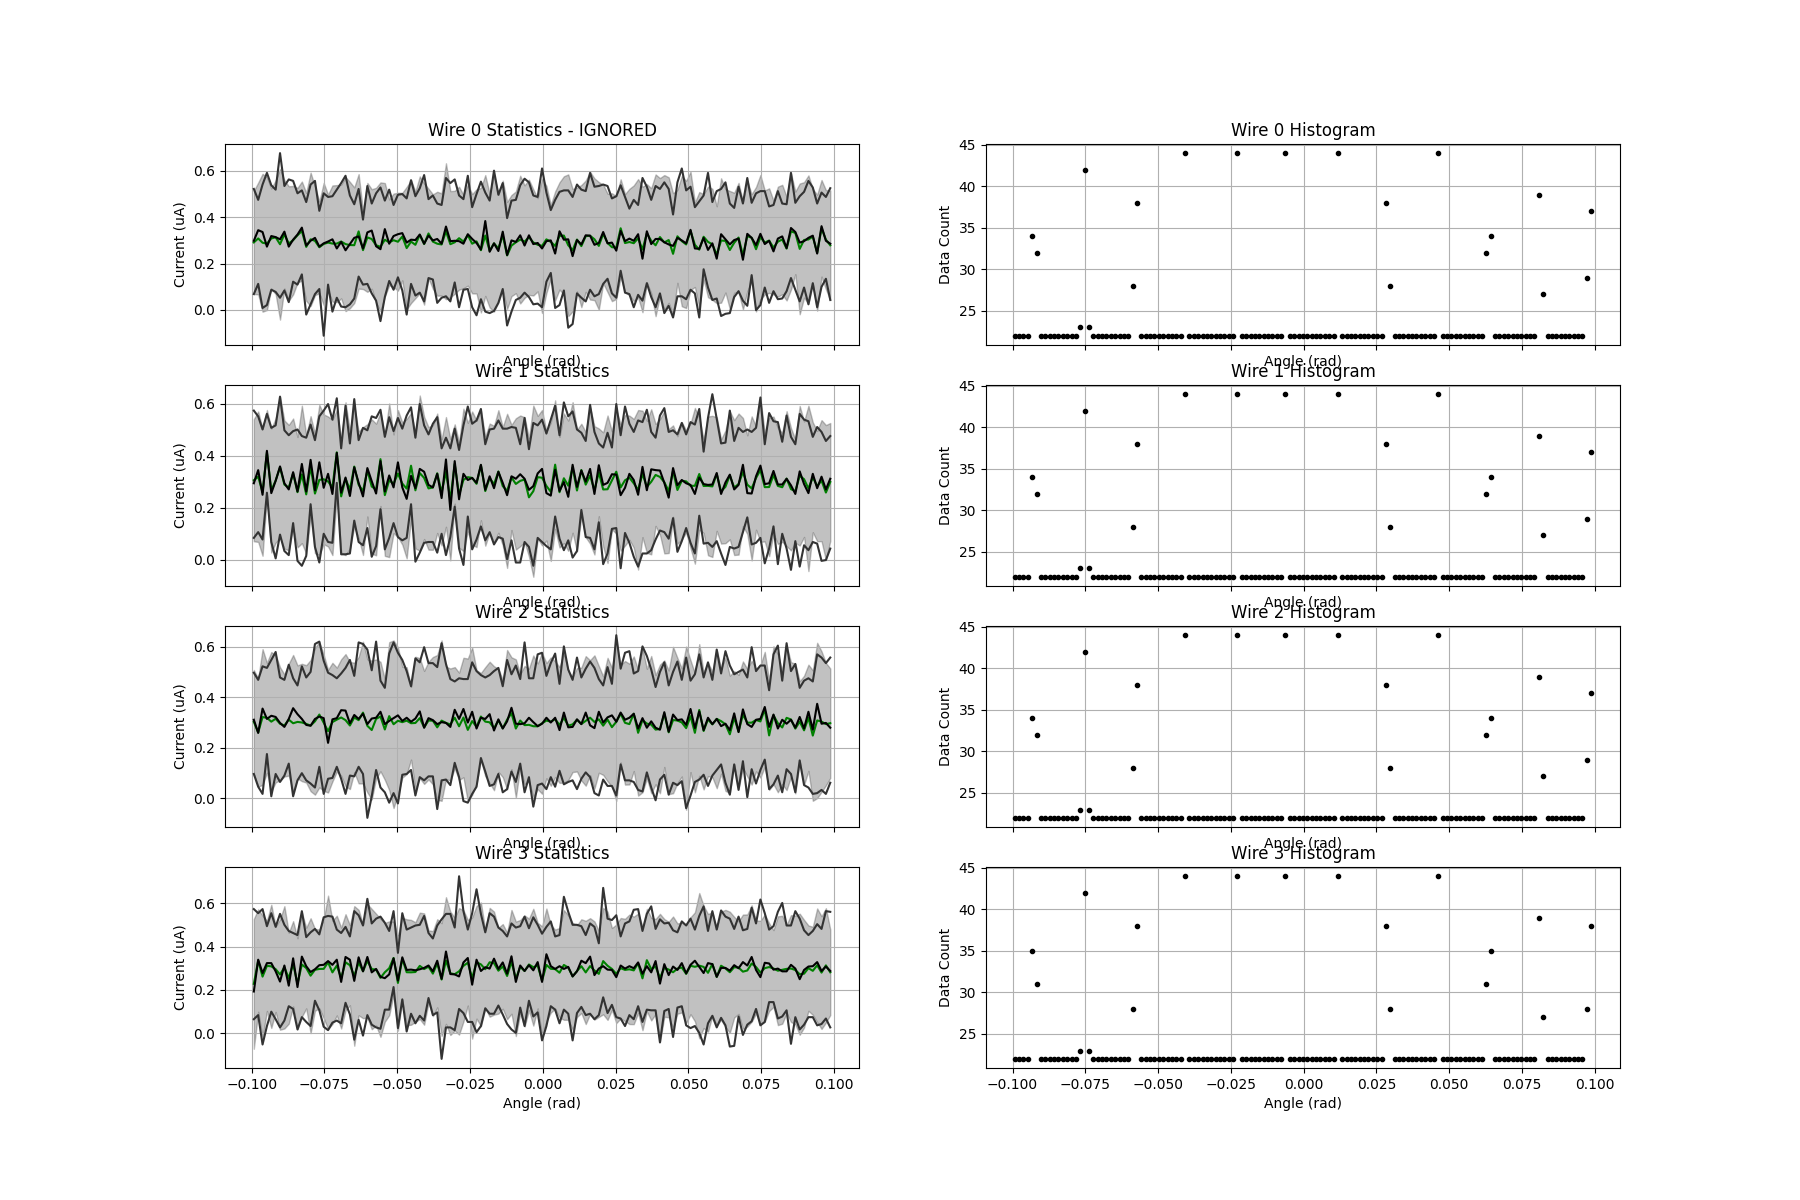 Wire 0 Statistics - IGNORED
Current (uA)
0.6
0.4
0.2
0.0
Angle (rad)
Wire 0 Histogram
Data Count
45
40
35
30
25
Angle (rad)
Wire 1 Statistics
Current (uA)
0.6
0.4
0.2
0.0
Angle (rad)
Wire 1 Histogram
Data Count
45
40
35
30
25
Angle (rad)
Wire 2 Statistics
Current (uA)
0.6
0.4
0.2
0.0
Angle (rad)
Wire 2 Histogram
Data Count
45
40
35
30
25
Angle (rad)
Wire 3 Statistics
Current (uA)
0.6
0.4
0.2
0.0
−0.100 −0.075 −0.050 −0.025 0.000 0.025 0.050 0.075 0.100
Angle (rad)
Wire 3 Histogram
Data Count
45
40
35
30
25
−0.100 −0.075 −0.050 −0.025 0.000 0.025 0.050 0.075 0.100
Angle (rad)